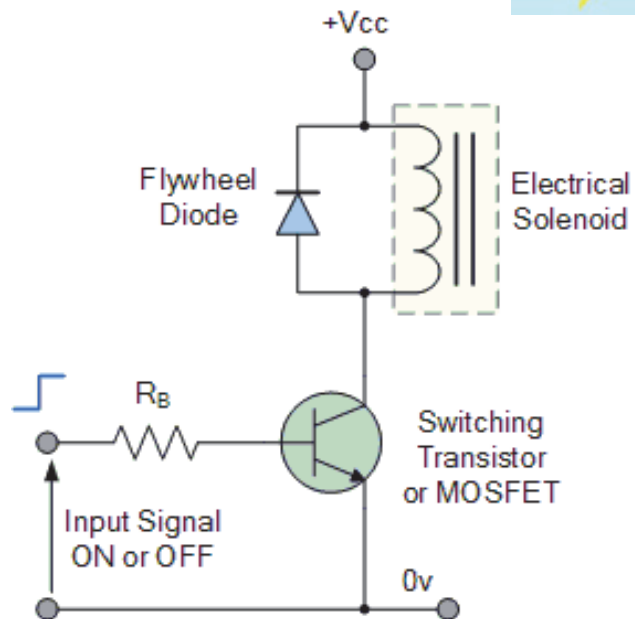 +Vcc
Flywheel
Diode
Electrical
Solenoid
RB
Switching
Transistor
or MOSFET
Input Signal
ON or OFF
0v